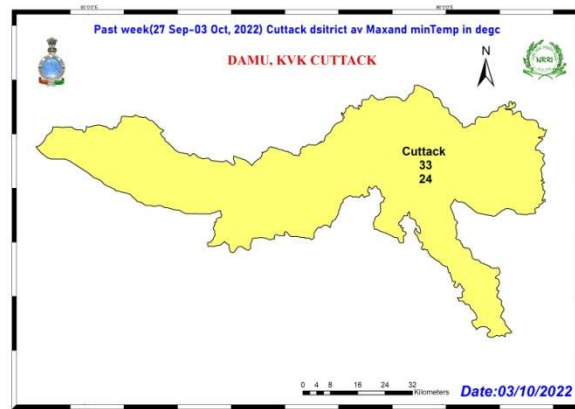 Past week(27 Sep-03 Oct, 2022) Cuttack dsitrict av Maxand minTemp in degc
DAMU, KVK CUTTACK
N
NRRI
Cuttack
33
24
0 4 8 16 24 32
Kilometers
Date:03/10/2022